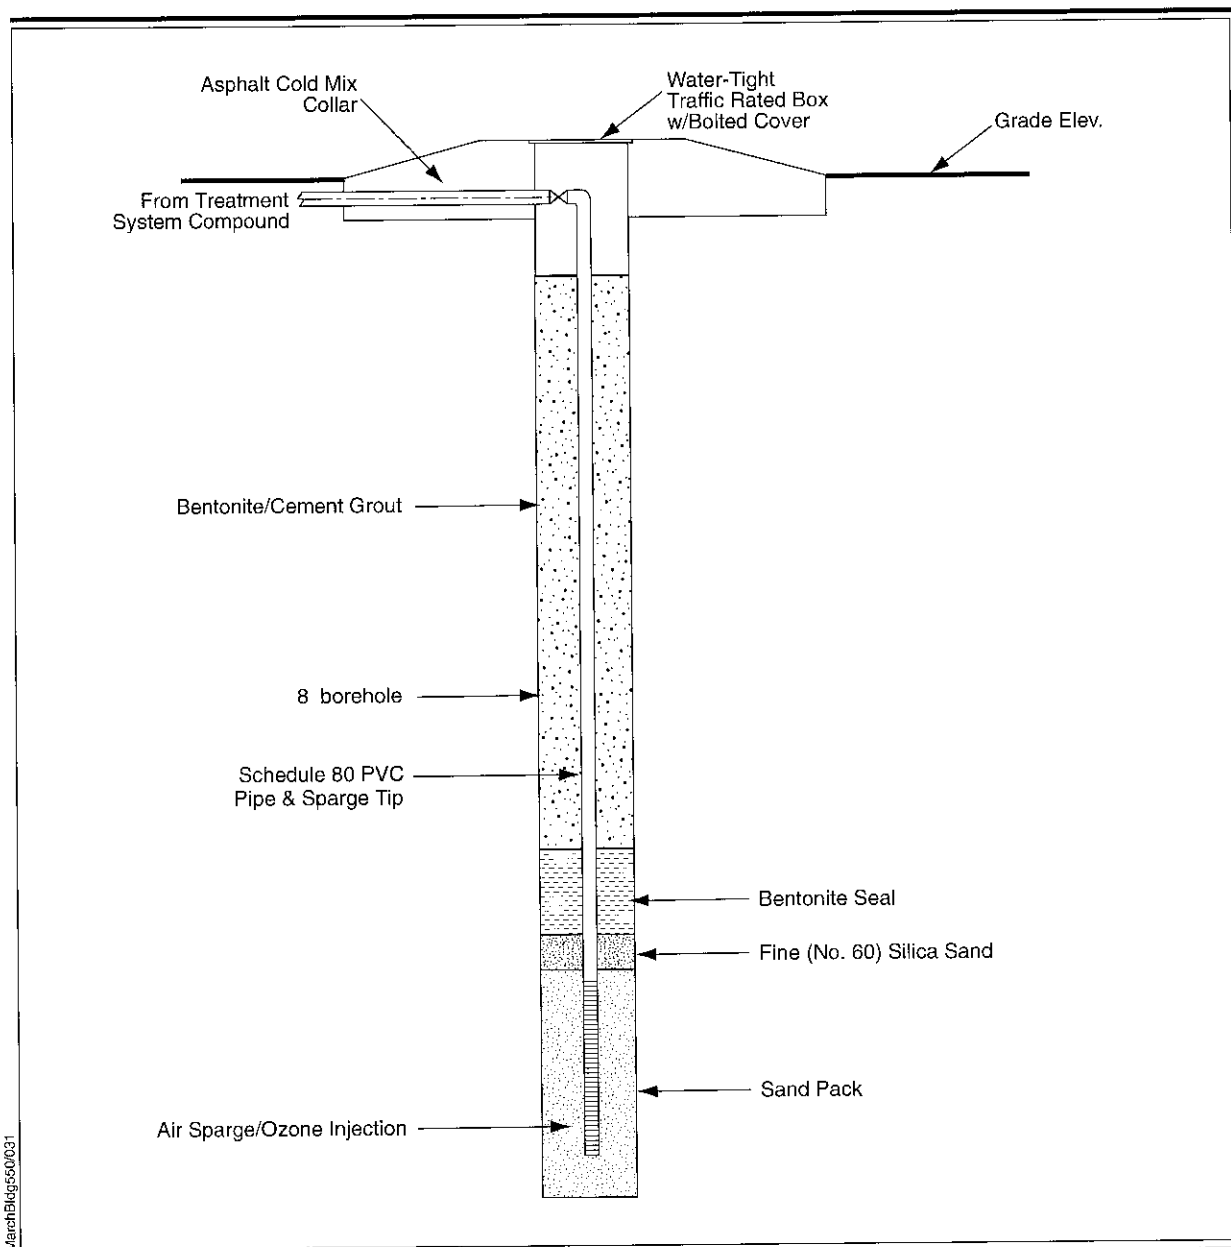 Asphalt Cold Mix
Collar
Water-Tight
Traffic Rated Box
w/Bolted Cover
Grade Elev.
From Treatment
System Compound
Bentonite/Cement Grout
8 borehole
Schedule 80 PVC
Pipe & Sparge Tip
Bentonite Seal
Fine (No. 60) Silica Sand
Sand Pack
Air Sparge/Ozone Injection
MarchBldg550/031